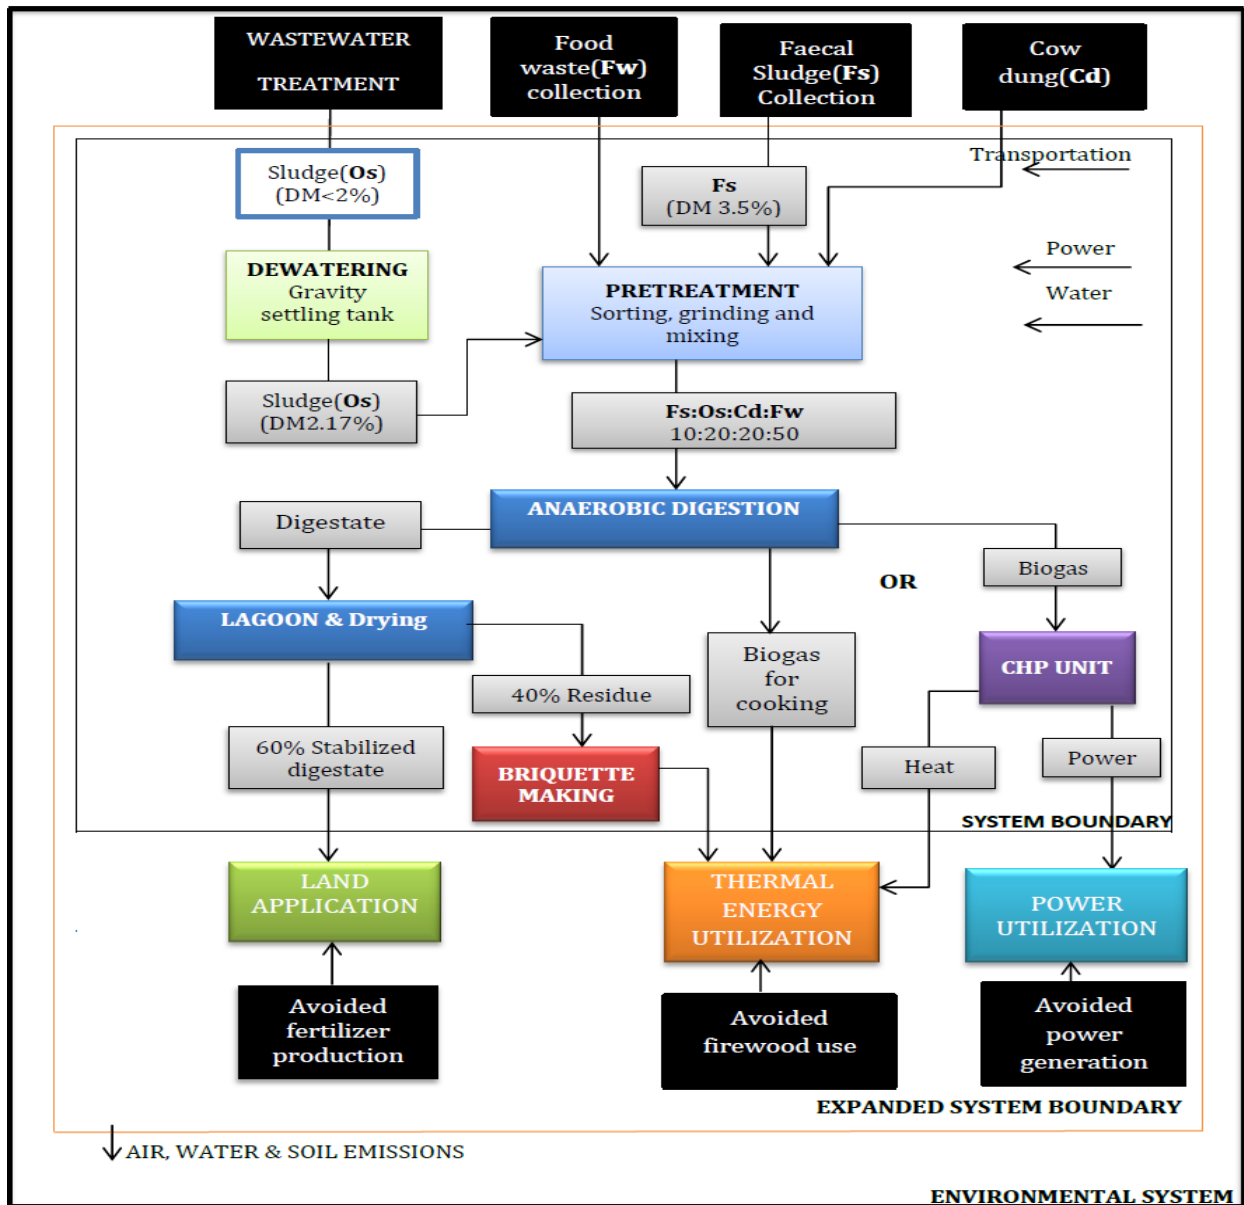 WASTEWATER
TREATMENT
Food
waste(Fw)
collection
Faecal
Sludge(Fs)
Collection
Cow
dung(Cd)
Transportation
Sludge(Os)
(DM<2%)
Fs
(DM 3.5%)
Power
Water
DEWATERING
Gravity
settling tank
PRETREATMENT
Sorting, grinding and
mixing
Sludge(Os)
(DM2.17%)
Fs:Os:Cd:Fw
10:20:20:50
ANAEROBIC DIGESTION
Digestate
OR
Biogas
LAGOON & Drying
Biogas
for
cooking
CHP UNIT
40% Residue
60% Stabilized
digestate
BRIQUETTE
MAKING
Heat
Power
SYSTEM BOUNDARY
LAND
APPLICATION
THERMAL
ENERGY
UTILIZATION
POWER
UTILIZATION
Avoided
fertilizer
production
Avoided
firewood use
Avoided
power
generation
EXPANDED SYSTEM BOUNDARY
AIR, WATER & SOIL EMISSIONS
ENVIRONMENTAL SYSTEM